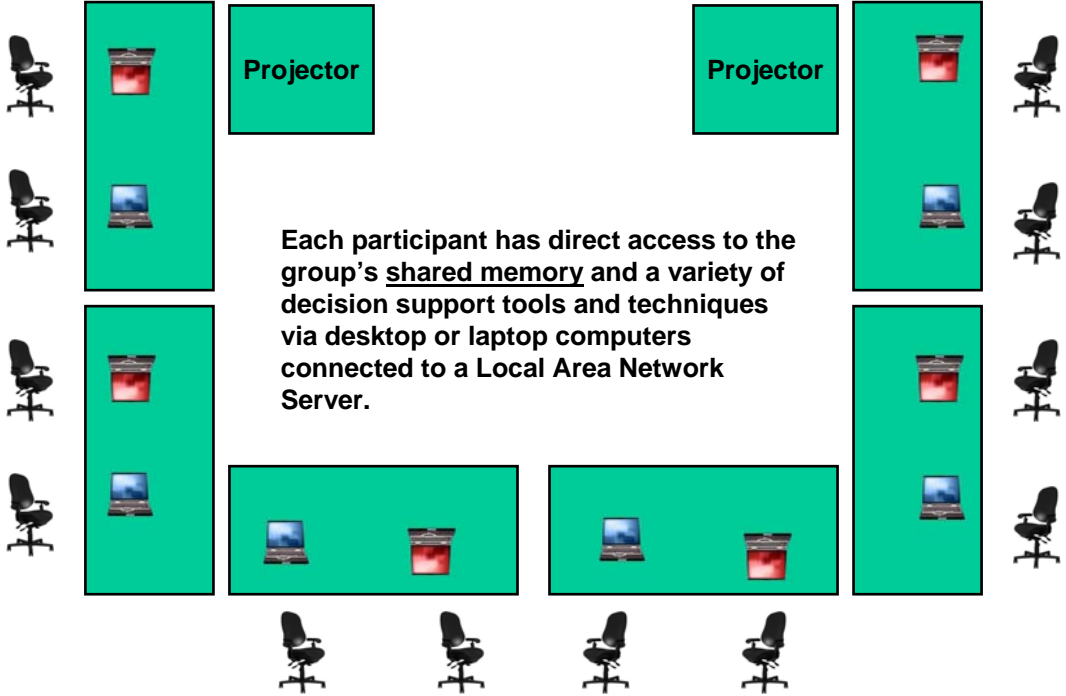 Projector
Projector
Each participant has direct access to the
group’s shared memory and a variety of
decision support tools and techniques
via desktop or laptop computers
connected to a Local Area Network
Server.